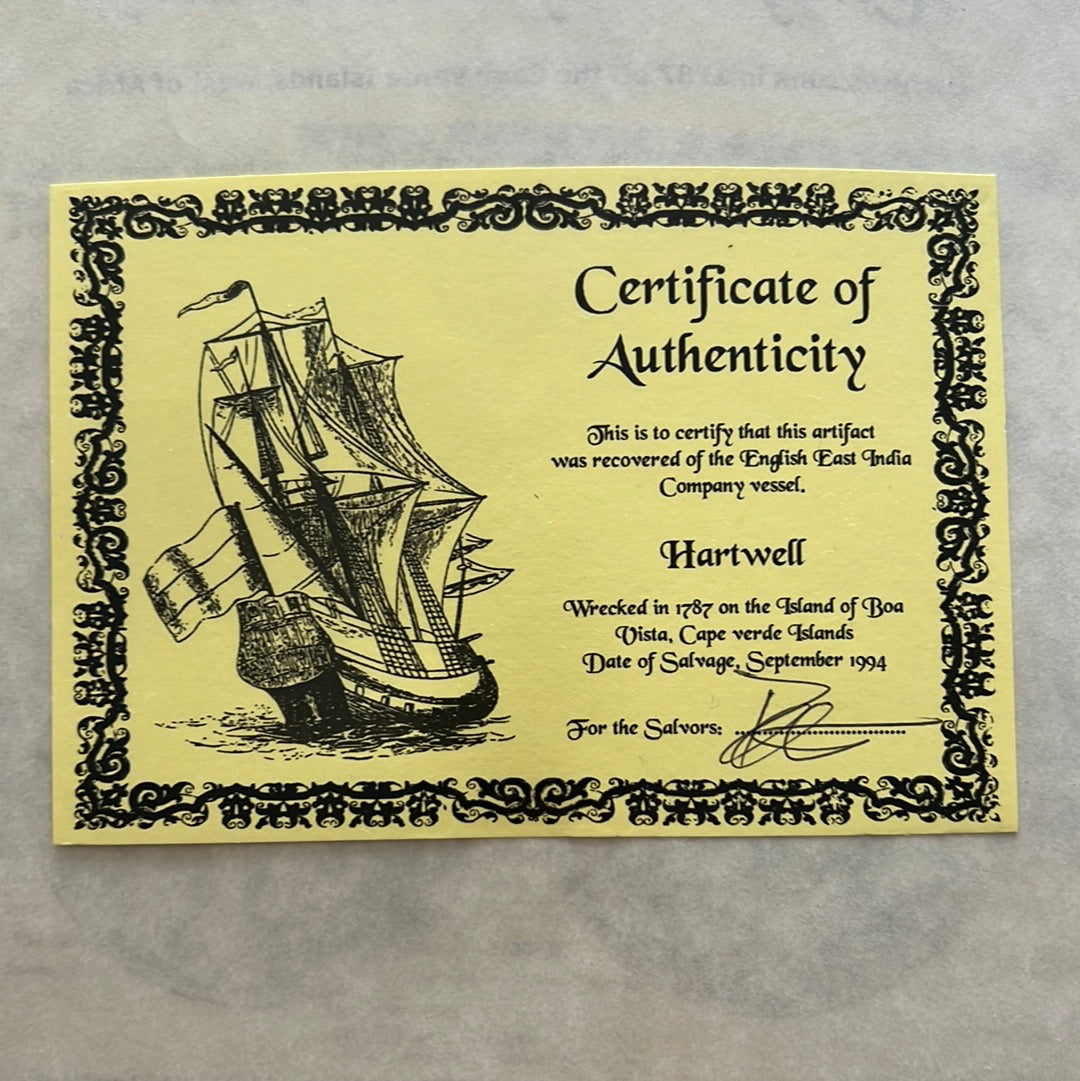 Certificate of
Authenticity
This is to certify that this artifact
was recovered of the English East India
Company vessel.
Hartwell
Wrecked in 1787 on the Island of Boa
Vista, Cape verde Islands
Date of Salvage, September 1994
For the Salvors: